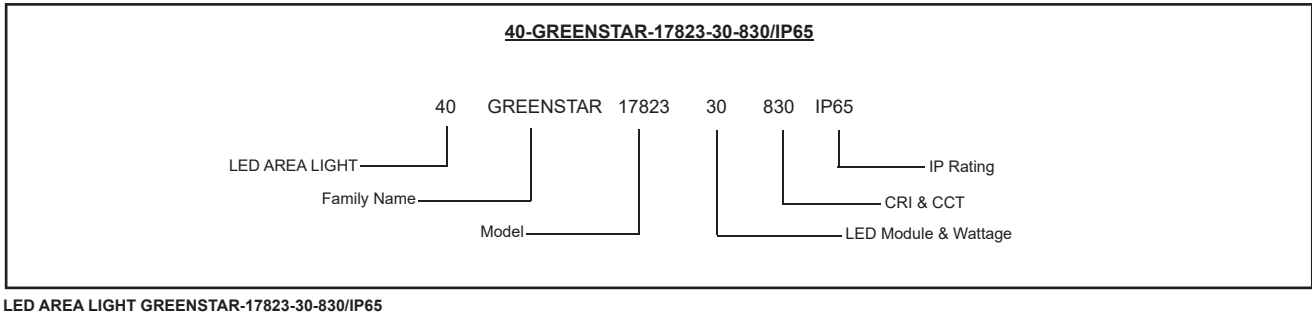 40-GREENSTAR-17823-30-830/IP65
40 GREENSTAR 17823 30 830 IP65
LED AREA LIGHT IP Rating
Family Name CRI & CCT
Model LED Module & Wattage
LED AREA LIGHT GREENSTAR-17823-30-830/IP65